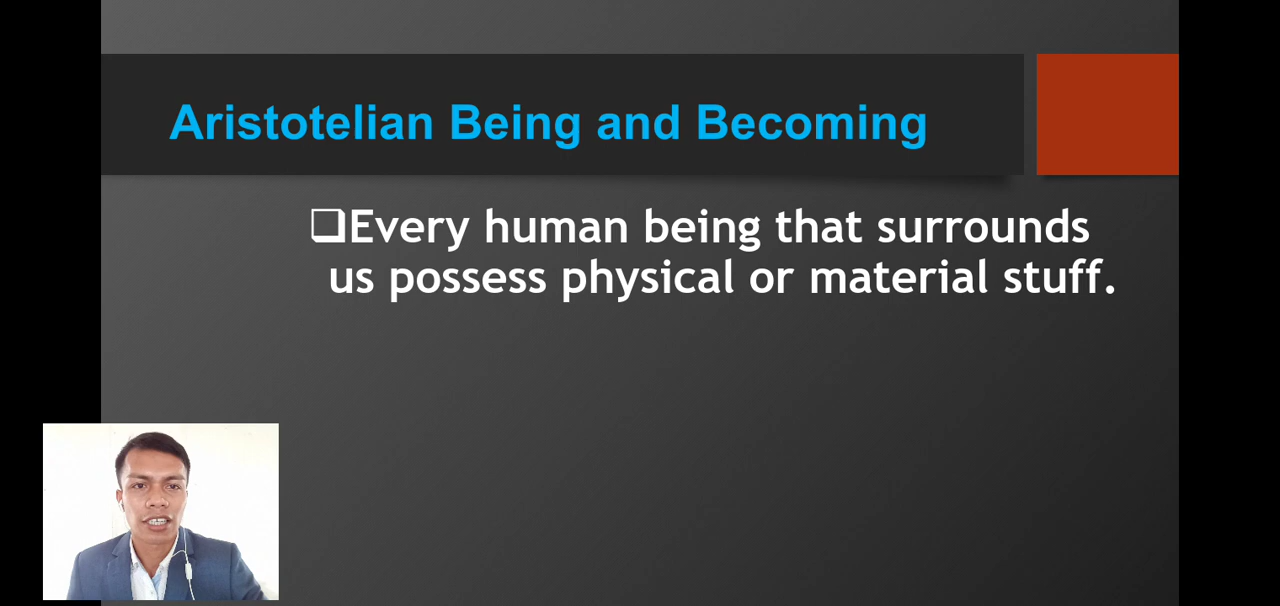 Aristotelian Being and Becoming
❑Every human being that surrounds
us possess physical or material stuff.